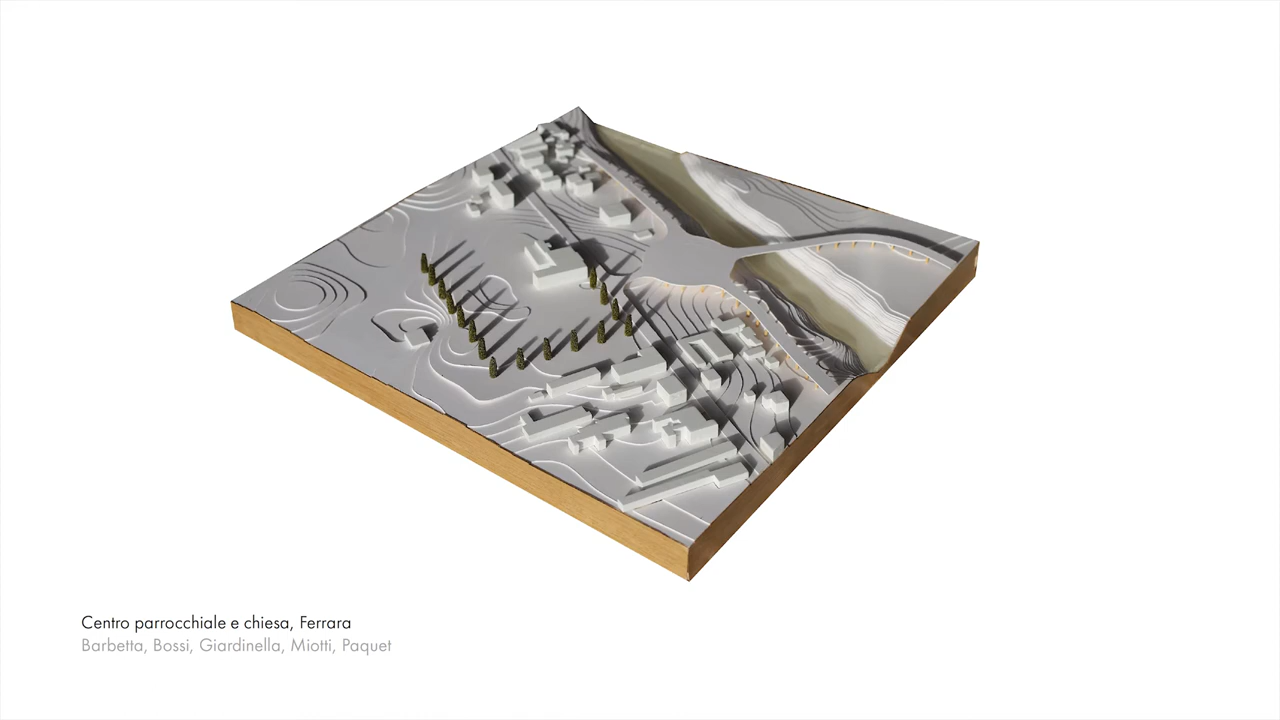 Centro parrocchiale e chiesa, Ferrara
Barbetta, Bossi, Giardinella, Miotti, Paquet